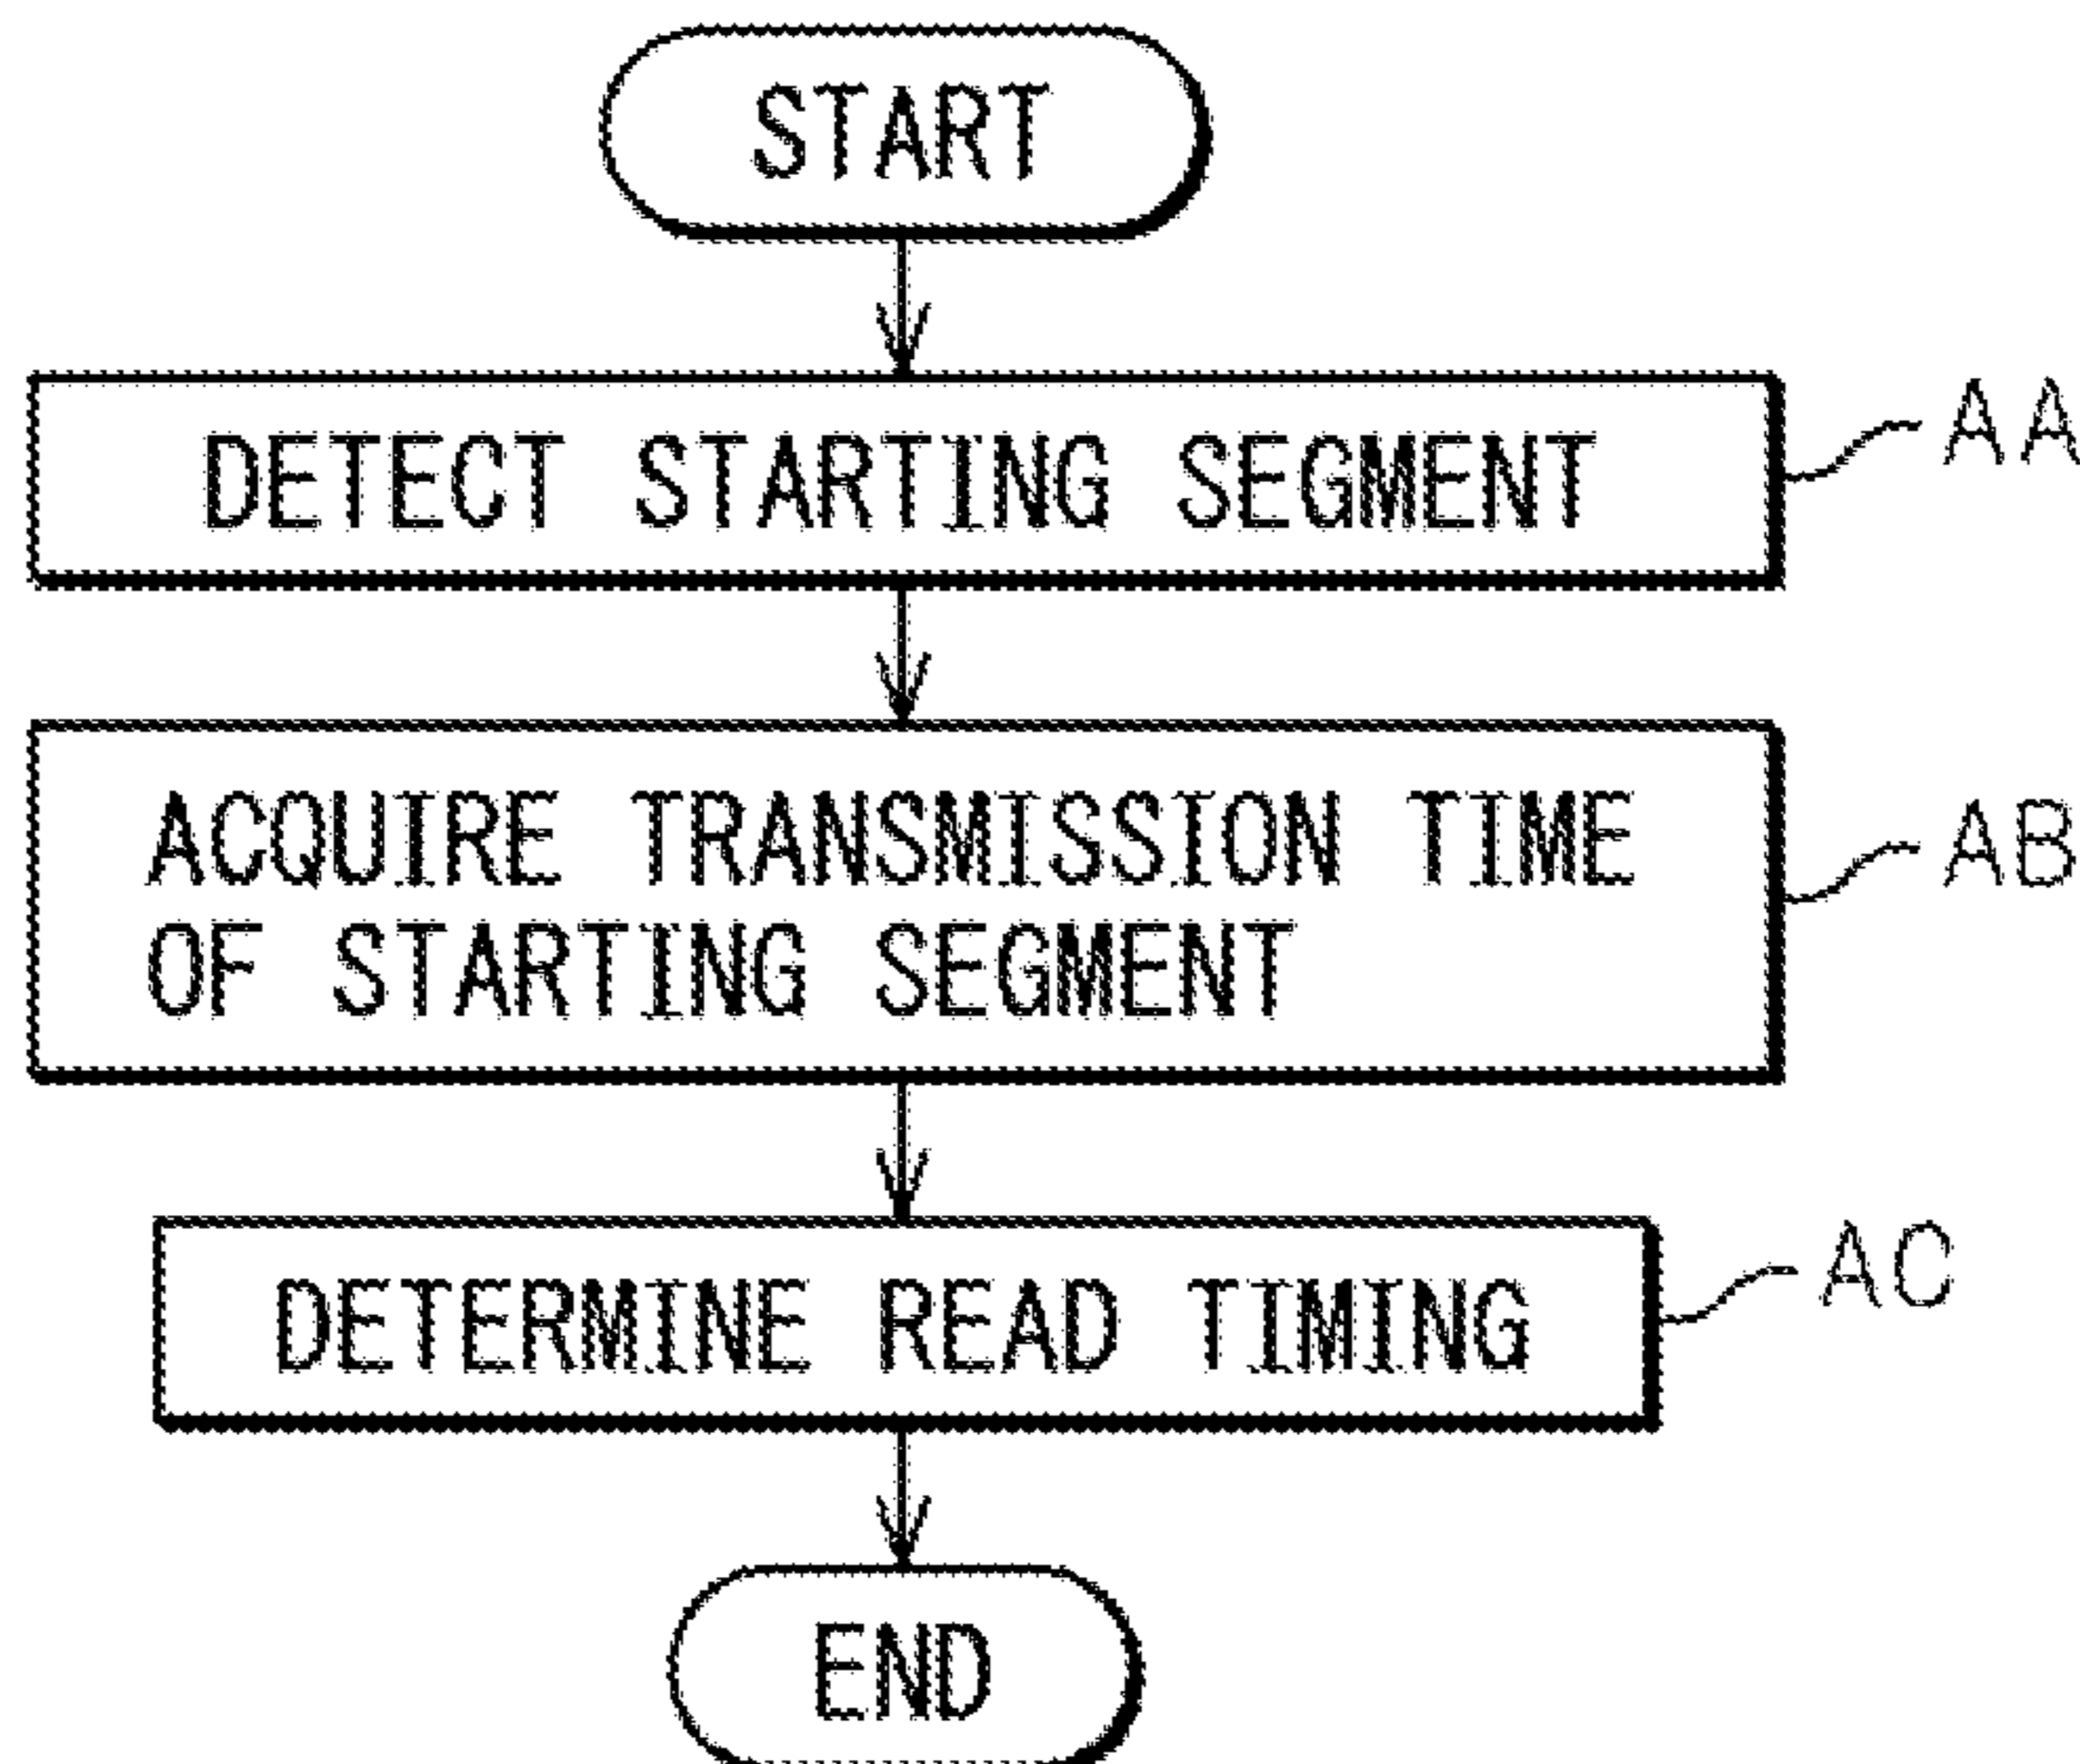 START
DETECT STARTING SEGMENT
AA
ACQUIRE TRANSMISSION TIME
OF STARTING SEGMENT
AB
DETERMINE READ TIMING
AC
END